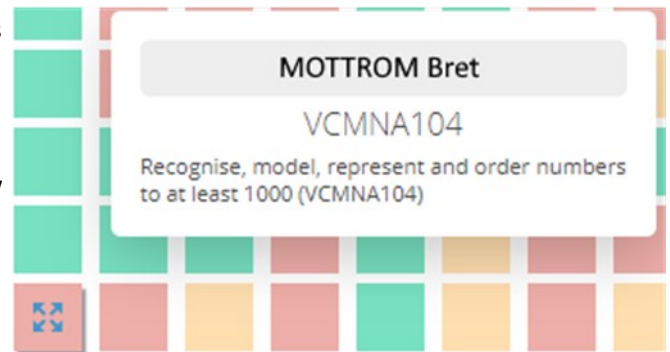 MOTTROM Bret
VCMNA104
Recognise, model, represent and order numbers
to at least 1000 (VCMNA104)